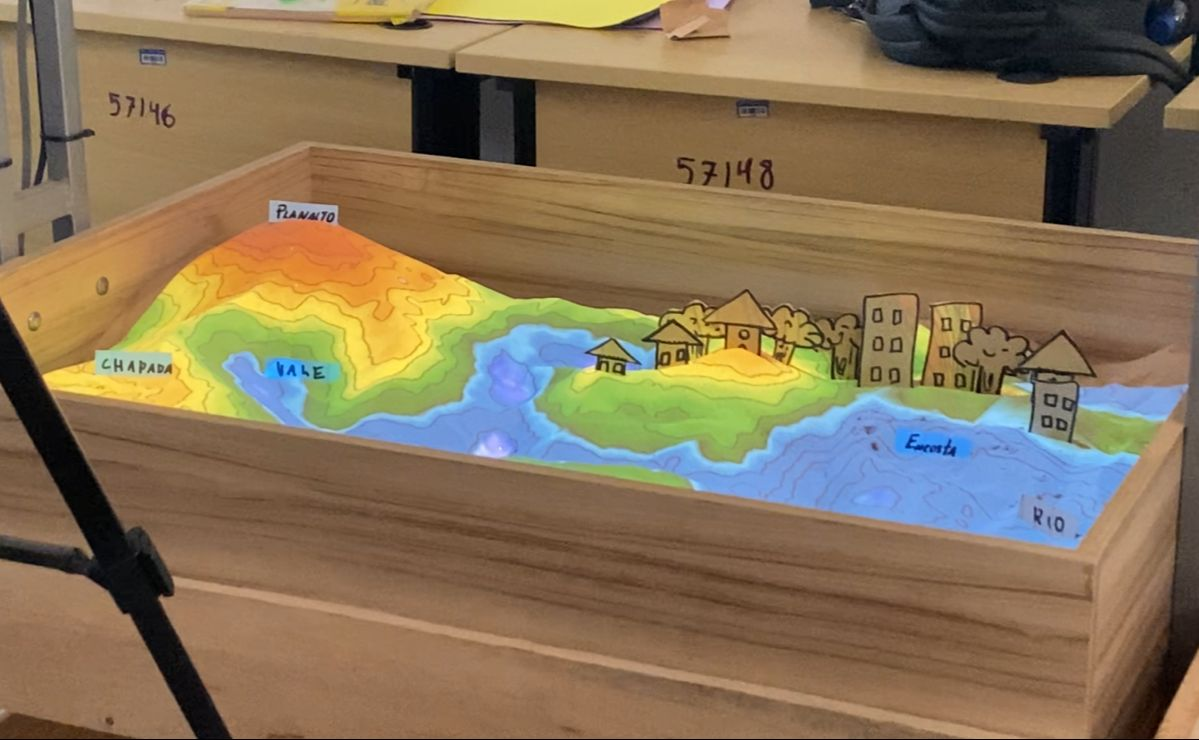 57146
57148
PLANALTO
CHAPADA
VALE
Encosta
RIO